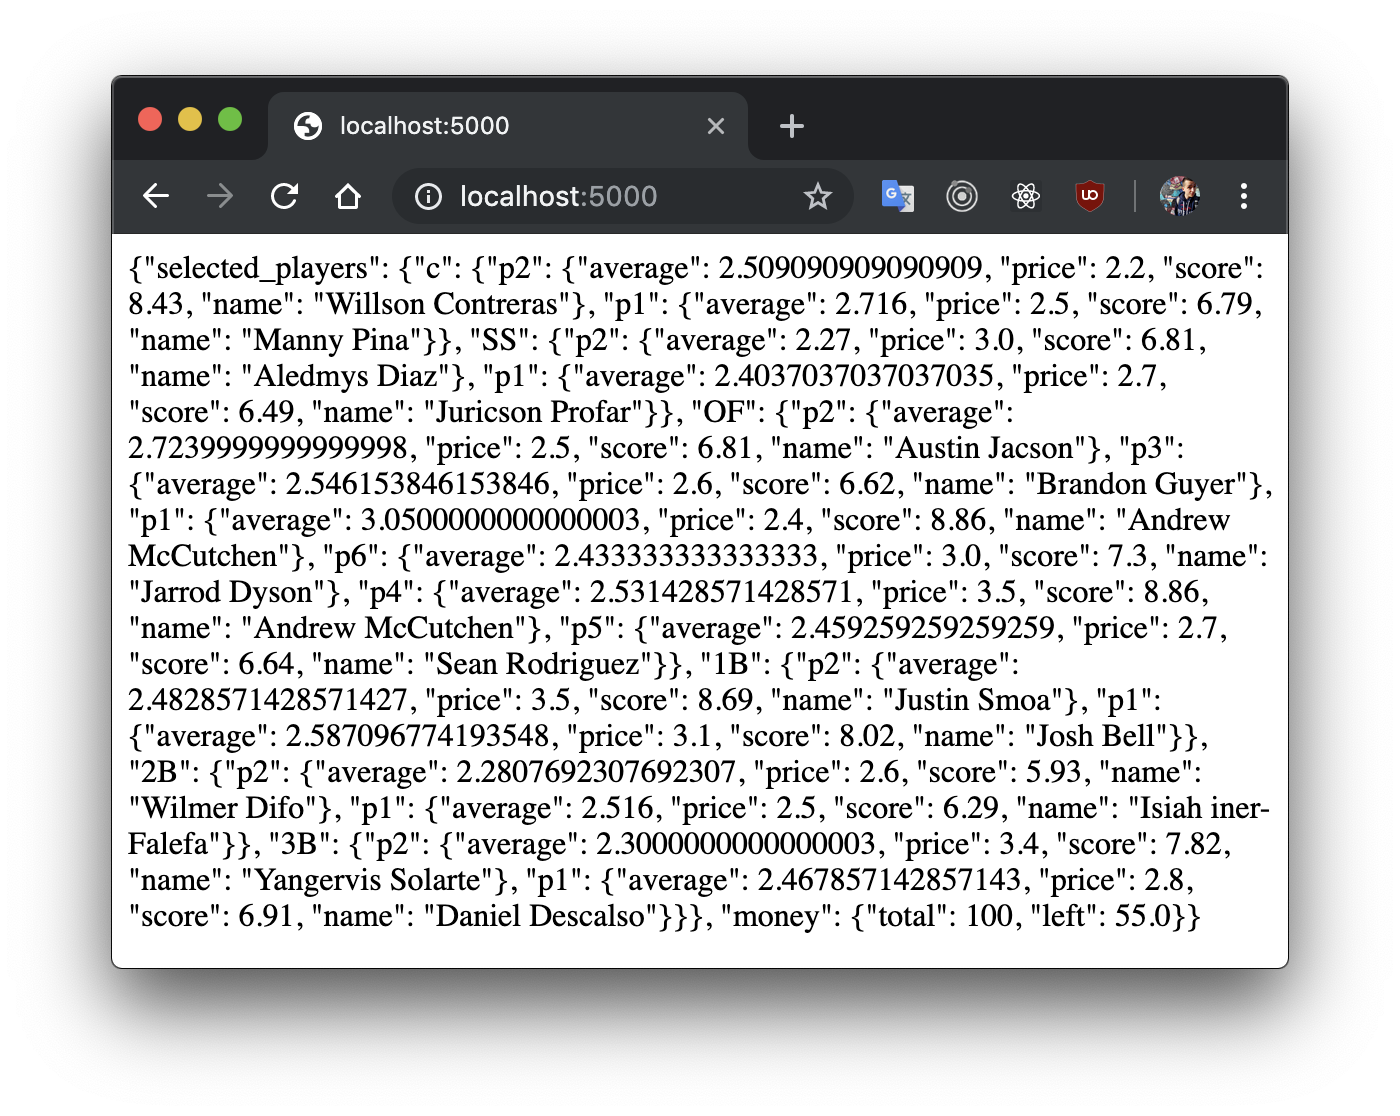 localhost:5000
localhost:5000
{"selected_players": {"c": {"p2": {"average": 2.509090909090909, "price": 2.2, "score":
8.43, "name": "Willson Contreras"}, "p1": {"average": 2.716, "price": 2.5, "score": 6.79,
"name": "Manny Pina"}}, "SS": {"p2": {"average": 2.27, "price": 3.0, "score": 6.81,
"name": "Aledmys Diaz"}, "p1": {"average": 2.4037037037037035, "price": 2.7,
"score": 6.49, "name": "Juricson Profar"}}, "OF": {"p2": {"average":
2.7239999999999998, "price": 2.5, "score": 6.81, "name": "Austin Jacson"}, "p3":
{"average": 2.546153846153846, "price": 2.6, "score": 6.62, "name": "Brandon Guyer"},
"p1": {"average": 3.0500000000000003, "price": 2.4, "score": 8.86, "name": "Andrew
McCutchen"}, "p6": {"average": 2.433333333333333, "price": 3.0, "score": 7.3, "name":
"Jarrod Dyson"}, "p4": {"average": 2.531428571428571, "price": 3.5, "score": 8.86,
"name": "Andrew McCutchen"}, "p5": {"average": 2.459259259259259, "price": 2.7,
"score": 6.64, "name": "Sean Rodriguez"}}, "1B": {"p2": {"average":
2.4828571428571427, "price": 3.5, "score": 8.69, "name": "Justin Smoa"}, "p1":
{"average": 2.587096774193548, "price": 3.1, "score": 8.02, "name": "Josh Bell"}},
"2B": {"p2": {"average": 2.2807692307692307, "price": 2.6, "score": 5.93, "name":
"Wilmer Difo"}, "p1": {"average": 2.516, "price": 2.5, "score": 6.29, "name": "Isiah iner-
Falefa"}}, "3B": {"p2": {"average": 2.3000000000000003, "price": 3.4, "score": 7.82,
"name": "Yangervis Solarte"}, "p1": {"average": 2.467857142857143, "price": 2.8,
"score": 6.91, "name": "Daniel Descalso"}}}, "money": {"total": 100, "left": 55.0}}